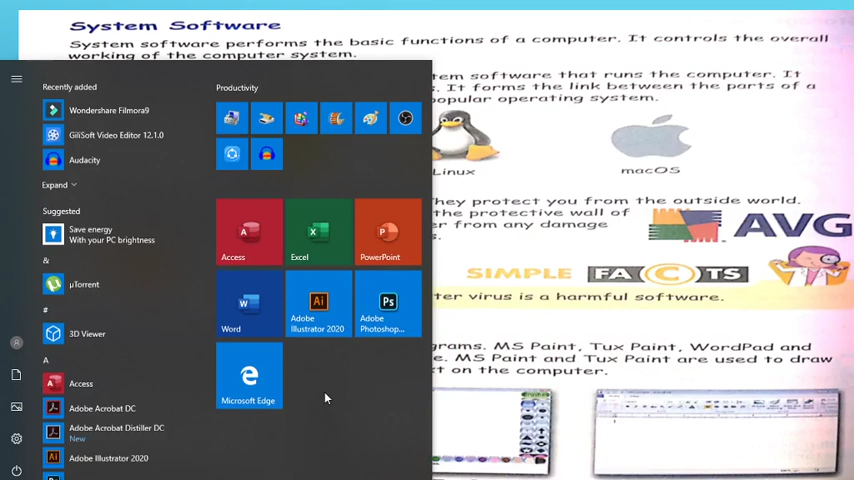 System Software
System software performs the basic functions of a computer. It controls the overall
working of the computer system.
tem software that runs the computer. It
s. It forms the link between the parts of a
popular operating system.
Linux
macOS
They protect you from the outside world.
the protective wall of
er from any damage
s.
AVG
SIMPLE FACTS
ter virus is a harmful software.
grams. MS Paint, Tux Paint, WordPad and
e. MS Paint and Tux Paint are used to draw
xt on the computer.
Recently added
Wondershare Filmora9
GiliSoft Video Editor 12.1.0
Audacity
Expand
Suggested
Save energy
With your PC brightness
&
µTorrent
#
3D Viewer
A
Access
Adobe Acrobat DC
Adobe Acrobat Distiller DC
New
Adobe Illustrator 2020
Productivity
Access
Excel
PowerPoint
Word
Adobe
Illustrator 2020
Adobe
Photoshop...
Microsoft Edge